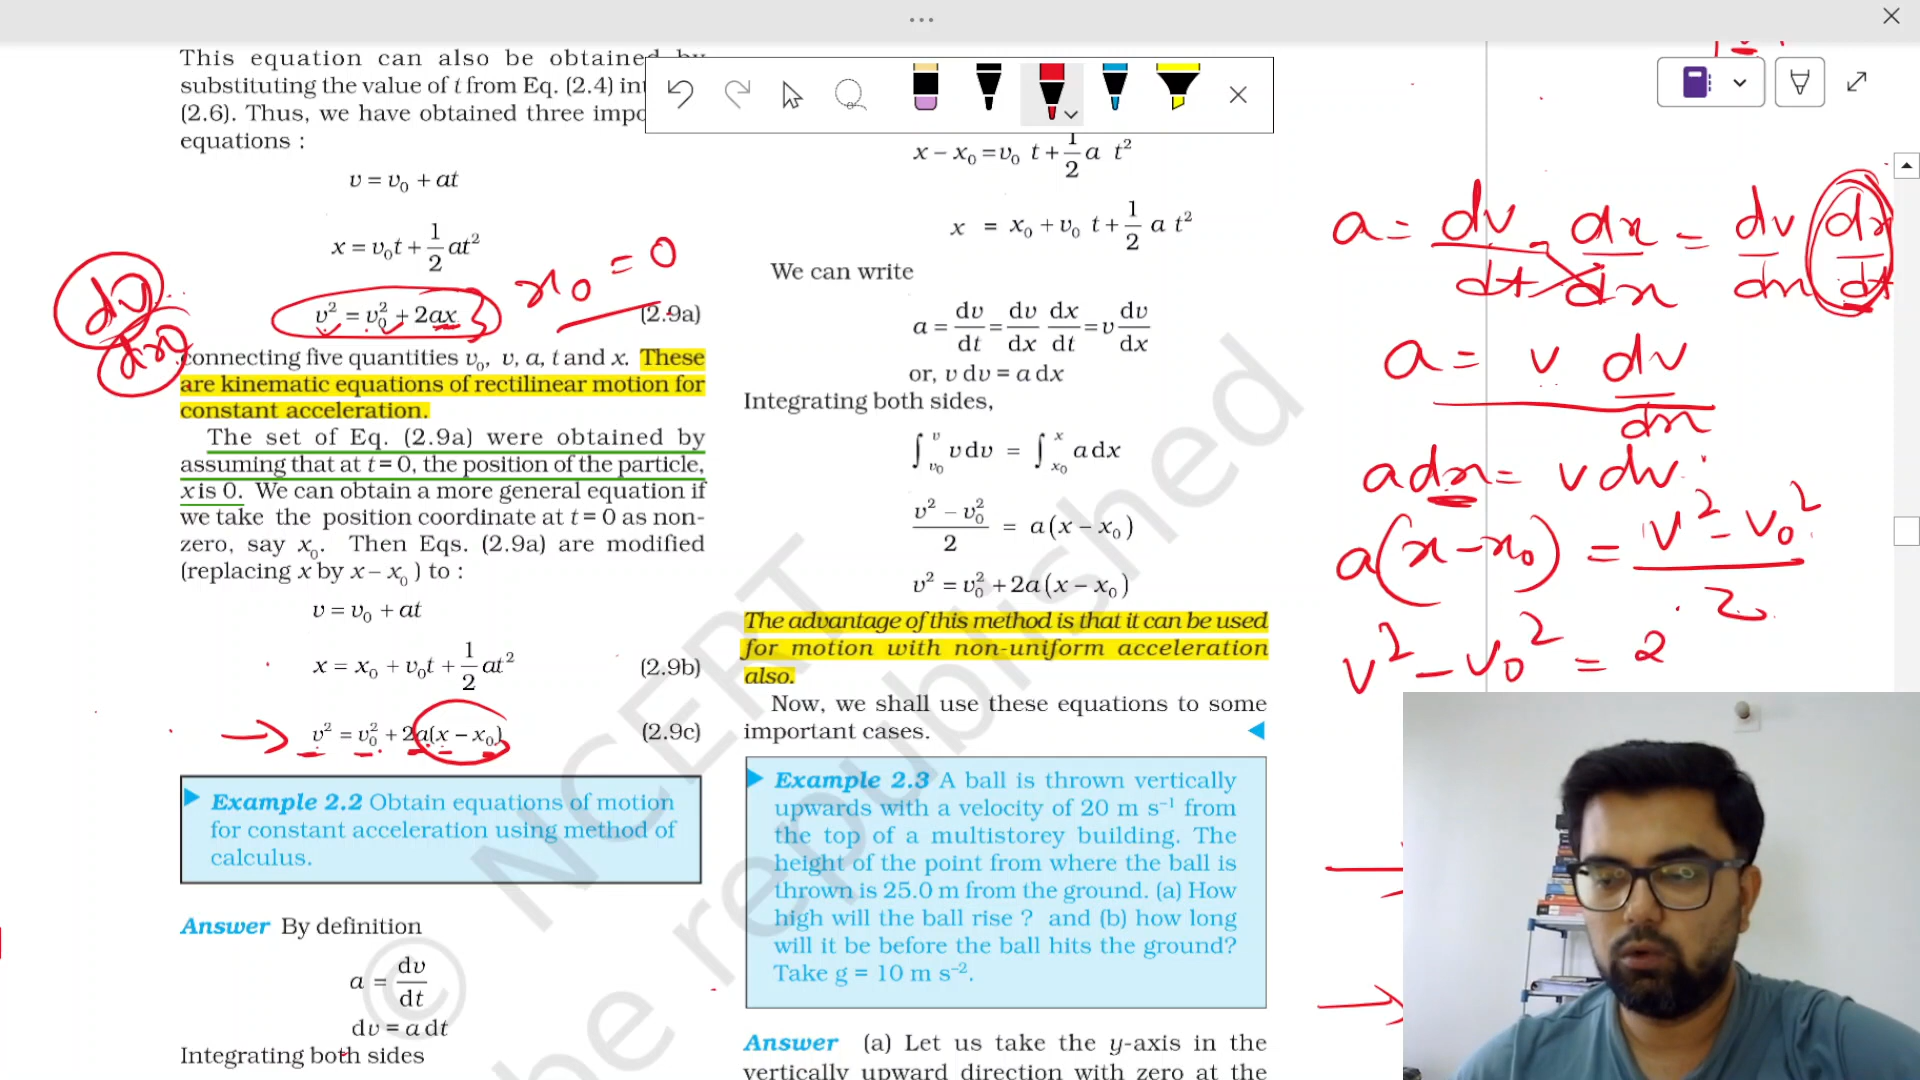 This equation can also be obtained by
substituting the value of t from Eq. (2.4) int
(2.6). Thus, we have obtained three impo
equations :
v = v₀ + at
x = v₀t + 1/2 at²
v² = v₀² + 2ax (2.9a)
x₀ = 0
dv/dx
connecting five quantities v₀, v, a, t and x. These
are kinematic equations of rectilinear motion for
constant acceleration.
The set of Eq. (2.9a) were obtained by
assuming that at t = 0, the position of the particle,
x is 0. We can obtain a more general equation if
we take the position coordinate at t = 0 as non-
zero, say x₀. Then Eqs. (2.9a) are modified
(replacing x by x – x₀ ) to :
v = v₀ + at
x = x₀ + v₀t + 1/2 at² (2.9b)
v² = v₀² + 2a(x – x₀) (2.9c)
Example 2.2 Obtain equations of motion
for constant acceleration using method of
calculus.
Answer By definition
a = dv/dt
dv = a dt
Integrating both sides
x – x₀ = v₀ t + 1/2 a t²
x = x₀ + v₀ t + 1/2 a t²
We can write
a = dv/dt = dv/dx dx/dt = v dv/dx
or, v dv = a dx
Integrating both sides,
∫ᵥ₀ᵛ v dv = ∫ₓ₀ˣ a dx
(v² – v₀²)/2 = a (x – x₀)
v² = v₀² + 2a (x – x₀)
The advantage of this method is that it can be used
for motion with non-uniform acceleration
also.
Now, we shall use these equations to some
important cases.
Example 2.3 A ball is thrown vertically
upwards with a velocity of 20 m s⁻¹ from
the top of a multistorey building. The
height of the point from where the ball is
thrown is 25.0 m from the ground. (a) How
high will the ball rise ? and (b) how long
will it be before the ball hits the ground?
Take g = 10 m s⁻².
Answer (a) Let us take the y-axis in the
vertically upward direction with zero at the
© NCERT
be republished
a = dv/dt dx/dx = dv/dx dx/dt
a = v dv/dx
adx = vdv
a(x – x₀) = (v² – v₀²)/2
v² – v₀² = 2